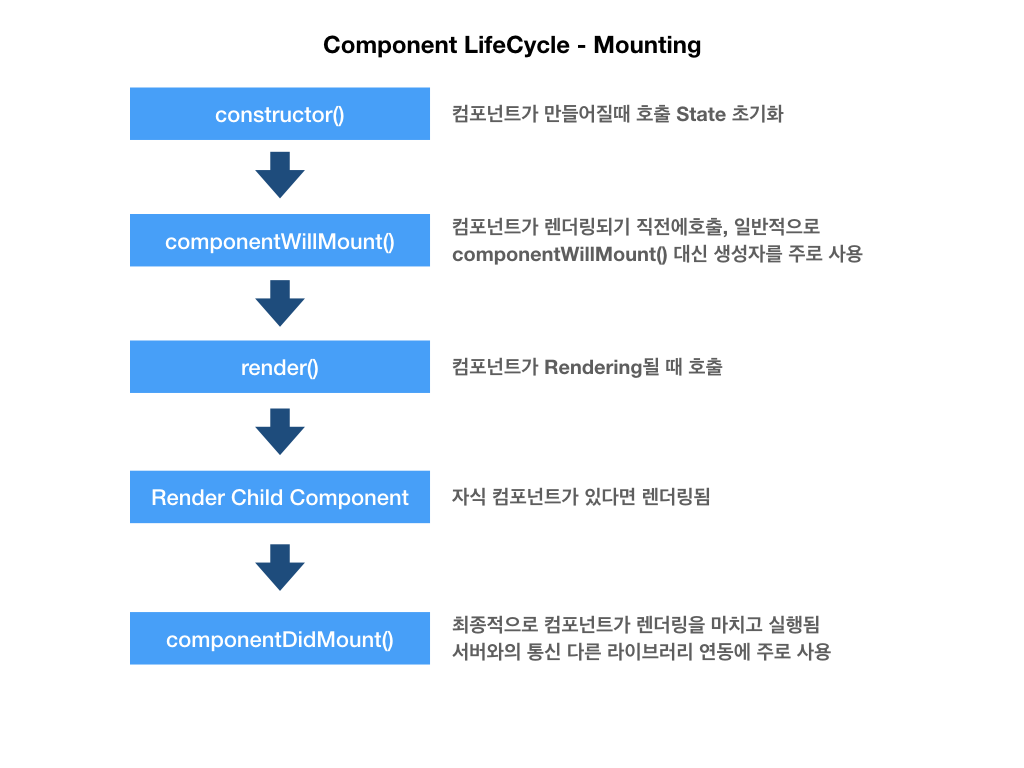 Component LifeCycle - Mounting
constructor()
컴포넌트가 만들어질때 호출 State 초기화
componentWillMount()
컴포넌트가 렌더링되기 직전에호출, 일반적으로
componentWillMount() 대신 생성자를 주로 사용
render()
컴포넌트가 Rendering될 때 호출
Render Child Component
자식 컴포넌트가 있다면 렌더링됨
componentDidMount()
최종적으로 컴포넌트가 렌더링을 마치고 실행됨
서버와의 통신 다른 라이브러리 연동에 주로 사용